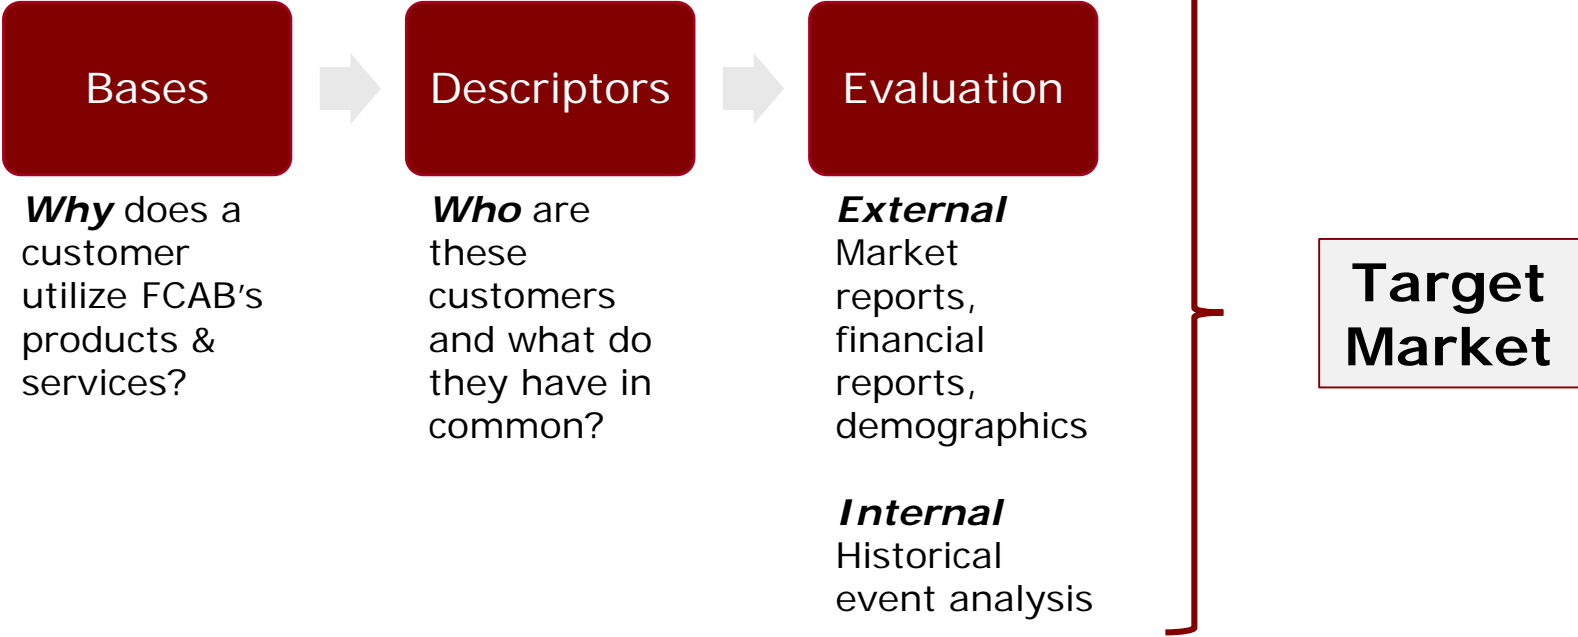 Bases
Why does a
customer
utilize FCAB’s
products &
services?
Descriptors
Who are
these
customers
and what do
they have in
common?
Evaluation
External
Market
reports,
financial
reports,
demographics
Internal
Historical
event analysis
Target
Market